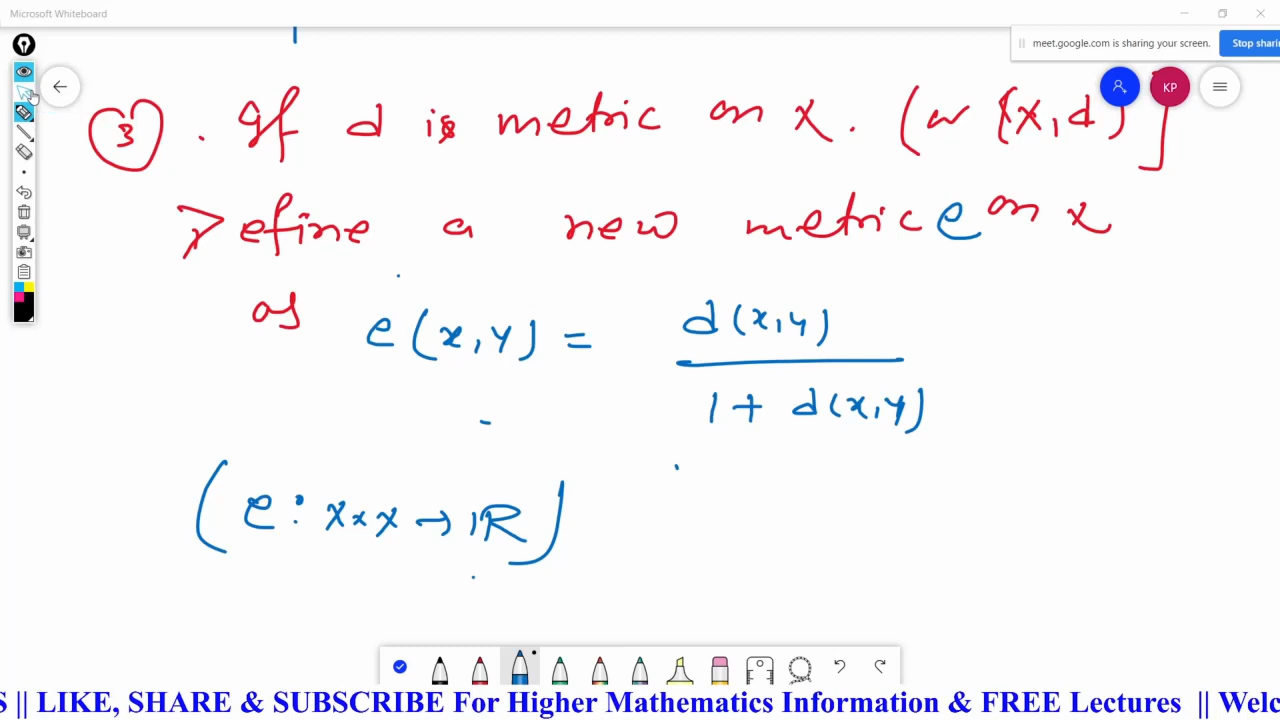 Microsoft Whiteboard
meet.google.com is sharing your screen.
Stop sharin
KP
3 . If d is metric on X. (or (X,d)]
Define a new metric e on X
as e(x,y) = d(x,y)
1 + d(x,y)
(e : X×X → IR)
S || LIKE, SHARE & SUBSCRIBE For Higher Mathematics Information & FREE Lectures || Welc